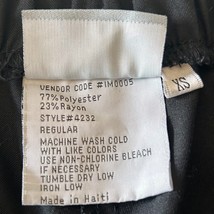 VENDOR CODE #IM0005
77% Polyester
23% Rayon
STYLE#4232
REGULAR
MACHINE WASH COLD
WITH LIKE COLORS
USE NON-CHLORINE BLEACH
IF NECESSARY
TUMBLE DRY LOW
IRON LOW
Made in Haiti
XS